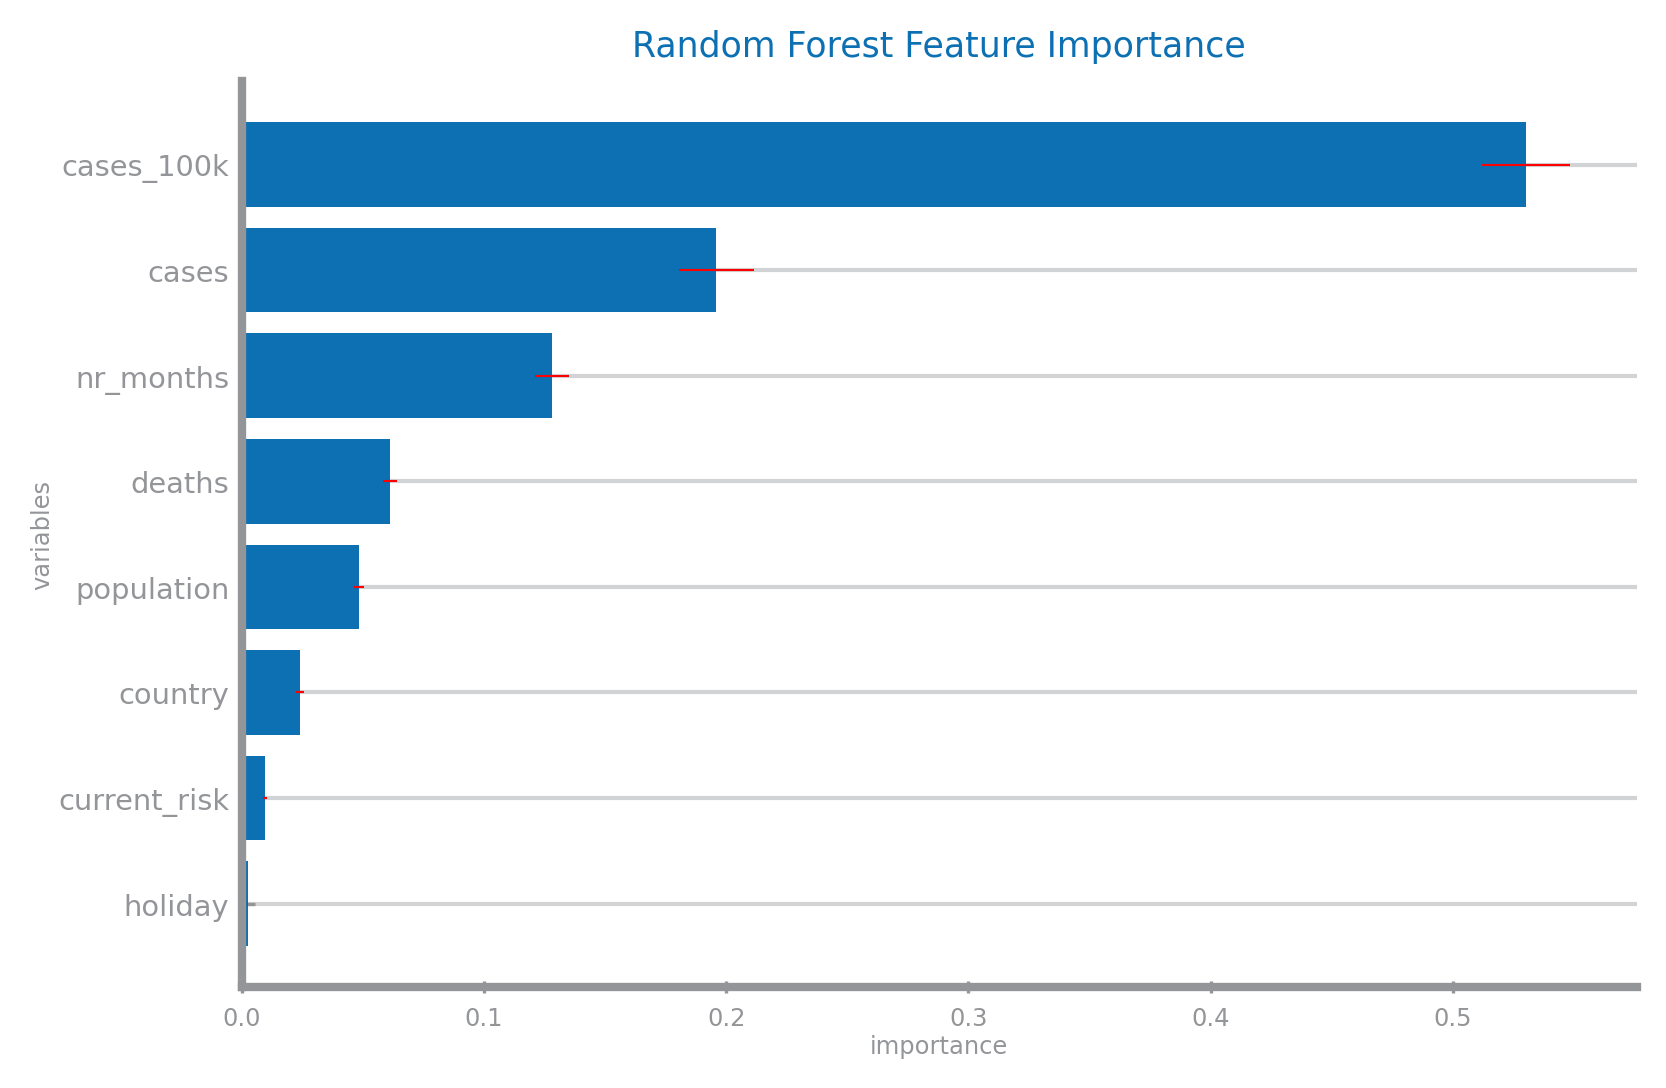 Random Forest Feature Importance
variables
cases_100k
cases
nr_months
deaths
population
country
current_risk
holiday
0.0 0.1 0.2 0.3 0.4 0.5
importance